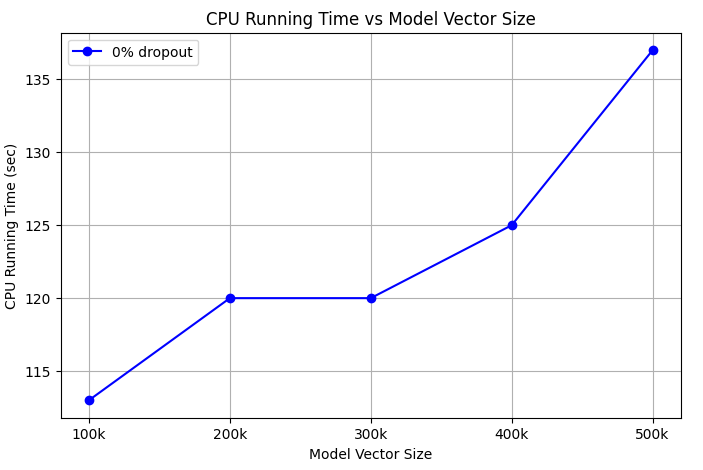 CPU Running Time vs Model Vector Size
0% dropout
CPU Running Time (sec)
135
130
125
120
115
100k 200k 300k 400k 500k
Model Vector Size